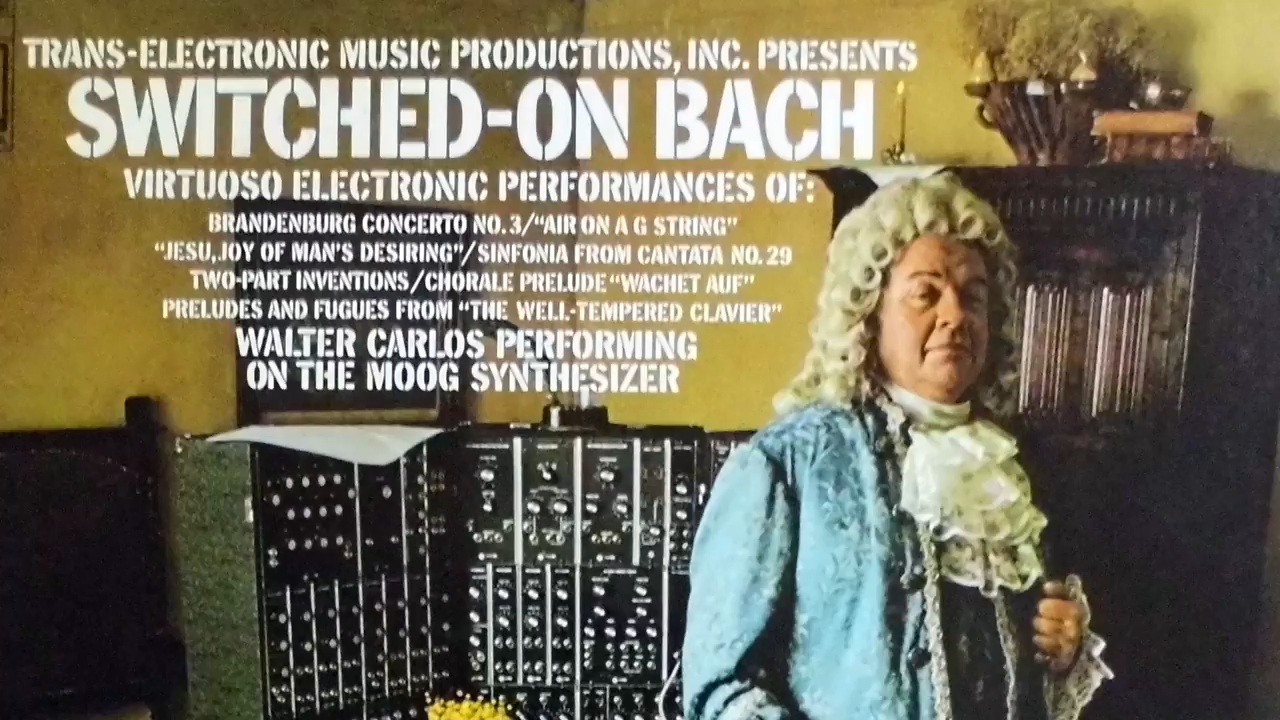 TRANS-ELECTRONIC MUSIC PRODUCTIONS, INC. PRESENTS
SWITCHED-ON BACH
VIRTUOSO ELECTRONIC PERFORMANCES OF:
BRANDENBURG CONCERTO NO. 3/“AIR ON A G STRING”
“JESU, JOY OF MAN'S DESIRING”/SINFONIA FROM CANTATA NO. 29
TWO-PART INVENTIONS/CHORALE PRELUDE “WACHET AUF”
PRELUDES AND FUGUES FROM “THE WELL-TEMPERED CLAVIER”
WALTER CARLOS PERFORMING
ON THE MOOG SYNTHESIZER